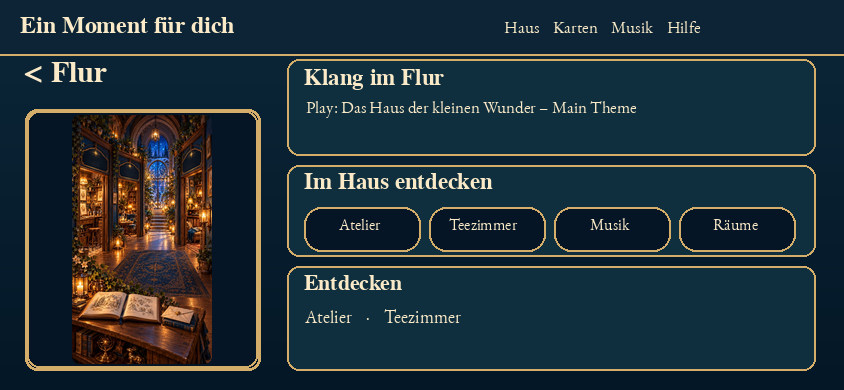 Ein Moment für dich
Haus Karten Musik Hilfe
< Flur
Klang im Flur
Play: Das Haus der kleinen Wunder – Main Theme
Im Haus entdecken
Atelier Teezimmer Musik Räume
Entdecken
Atelier · Teezimmer